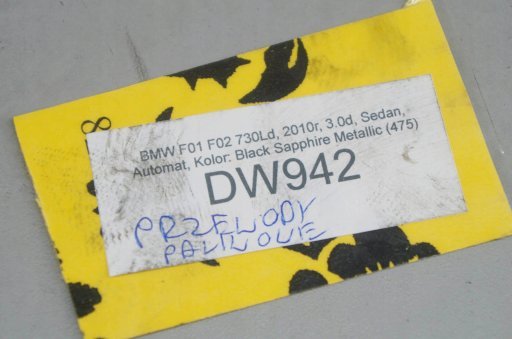 BMW F01 F02 730Ld, 2010r, 3.0d, Sedan,
Automat, Kolor: Black Sapphire Metallic (475)
DW942
PRZEWODY
PALIWOWE